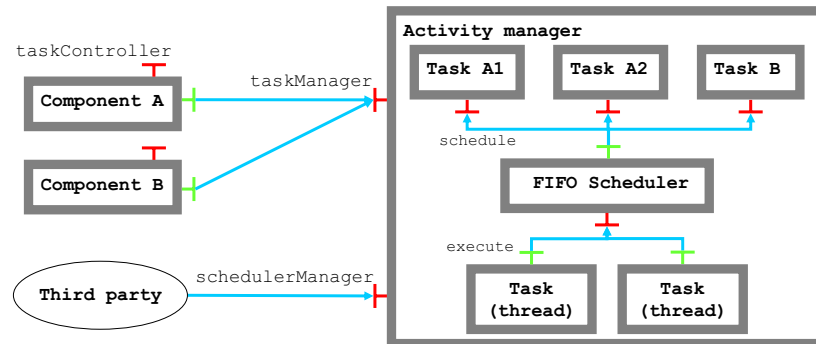 Activity manager
taskController
taskManager
Task A1
Task A2
Task B
Component A
schedule
Component B
FIFO Scheduler
execute
schedulerManager
Third party
Task
(thread)
Task
(thread)